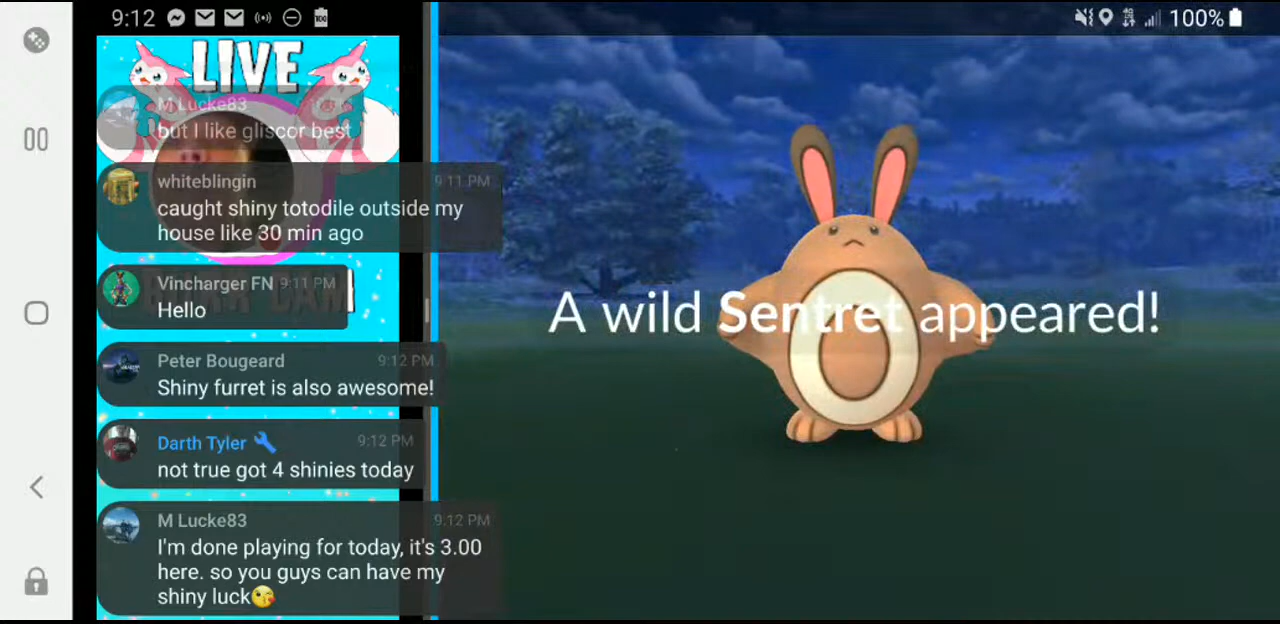 9:12
100%
LIVE
M Lucke83
but I like gliscor best
whiteblingin 9:11 PM
caught shiny totodile outside my
house like 30 min ago
Vincharger FN 9:11 PM
Hello
Peter Bougeard 9:12 PM
Shiny furret is also awesome!
Darth Tyler 9:12 PM
not true got 4 shinies today
M Lucke83 9:12 PM
I'm done playing for today, it's 3.00
here. so you guys can have my
shiny luck😘
A wild Sentret appeared!